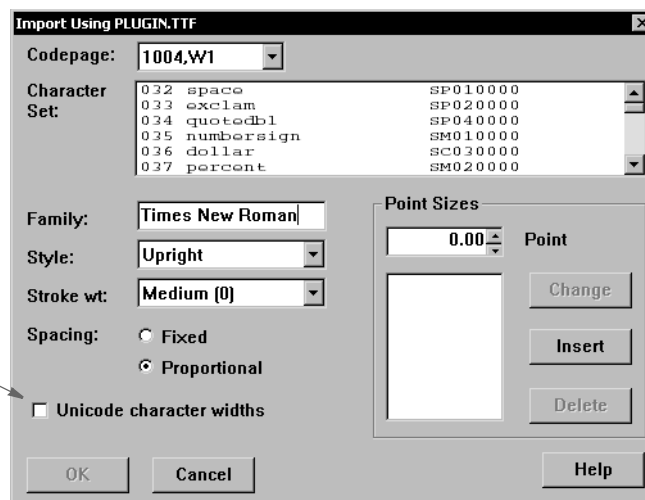 Import Using PLUGIN.TTF
Codepage: 1004,W1
Character Set:
032 space SP010000
033 exclam SP020000
034 quotedbl SP040000
035 numbersign SM010000
036 dollar SC030000
037 percent SM020000
Family: Times New Roman
Style: Upright
Stroke wt: Medium (0)
Spacing: Fixed
Proportional
Unicode character widths
Point Sizes
0.00 Point
Change
Insert
Delete
OK Cancel Help